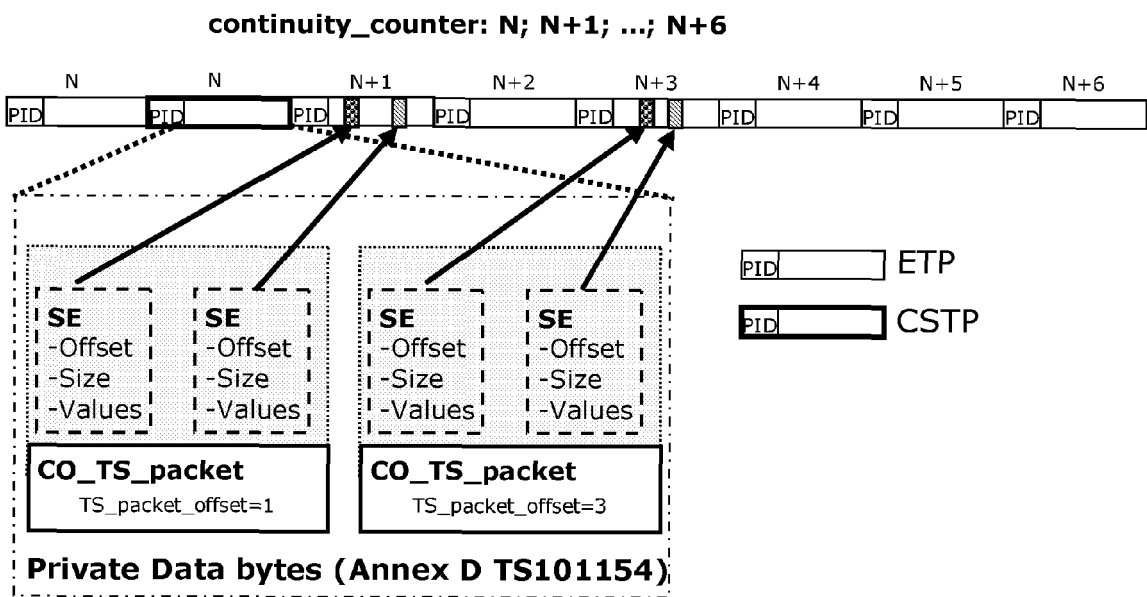 continuity_counter: N; N+1; ...; N+6
N N N+1 N+2 N+3 N+4 N+5 N+6
PID PID PID PID PID PID PID PID
PID ETP
PID CSTP
SE SE SE SE
-Offset -Offset -Offset -Offset
-Size -Size -Size -Size
-Values -Values -Values -Values
CO_TS_packet CO_TS_packet
TS_packet_offset=1 TS_packet_offset=3
Private Data bytes (Annex D TS101154)